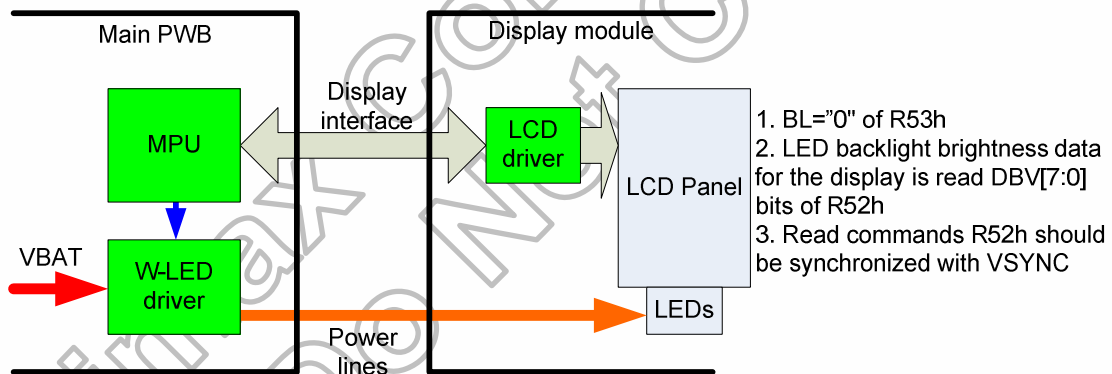 Main PWB
Display module
Display
interface
MPU
LCD
driver
LCD Panel
1. BL="0" of R53h
2. LED backlight brightness data
for the display is read DBV[7:0]
bits of R52h
3. Read commands R52h should
be synchronized with VSYNC
VBAT
W-LED
driver
LEDs
Power
lines